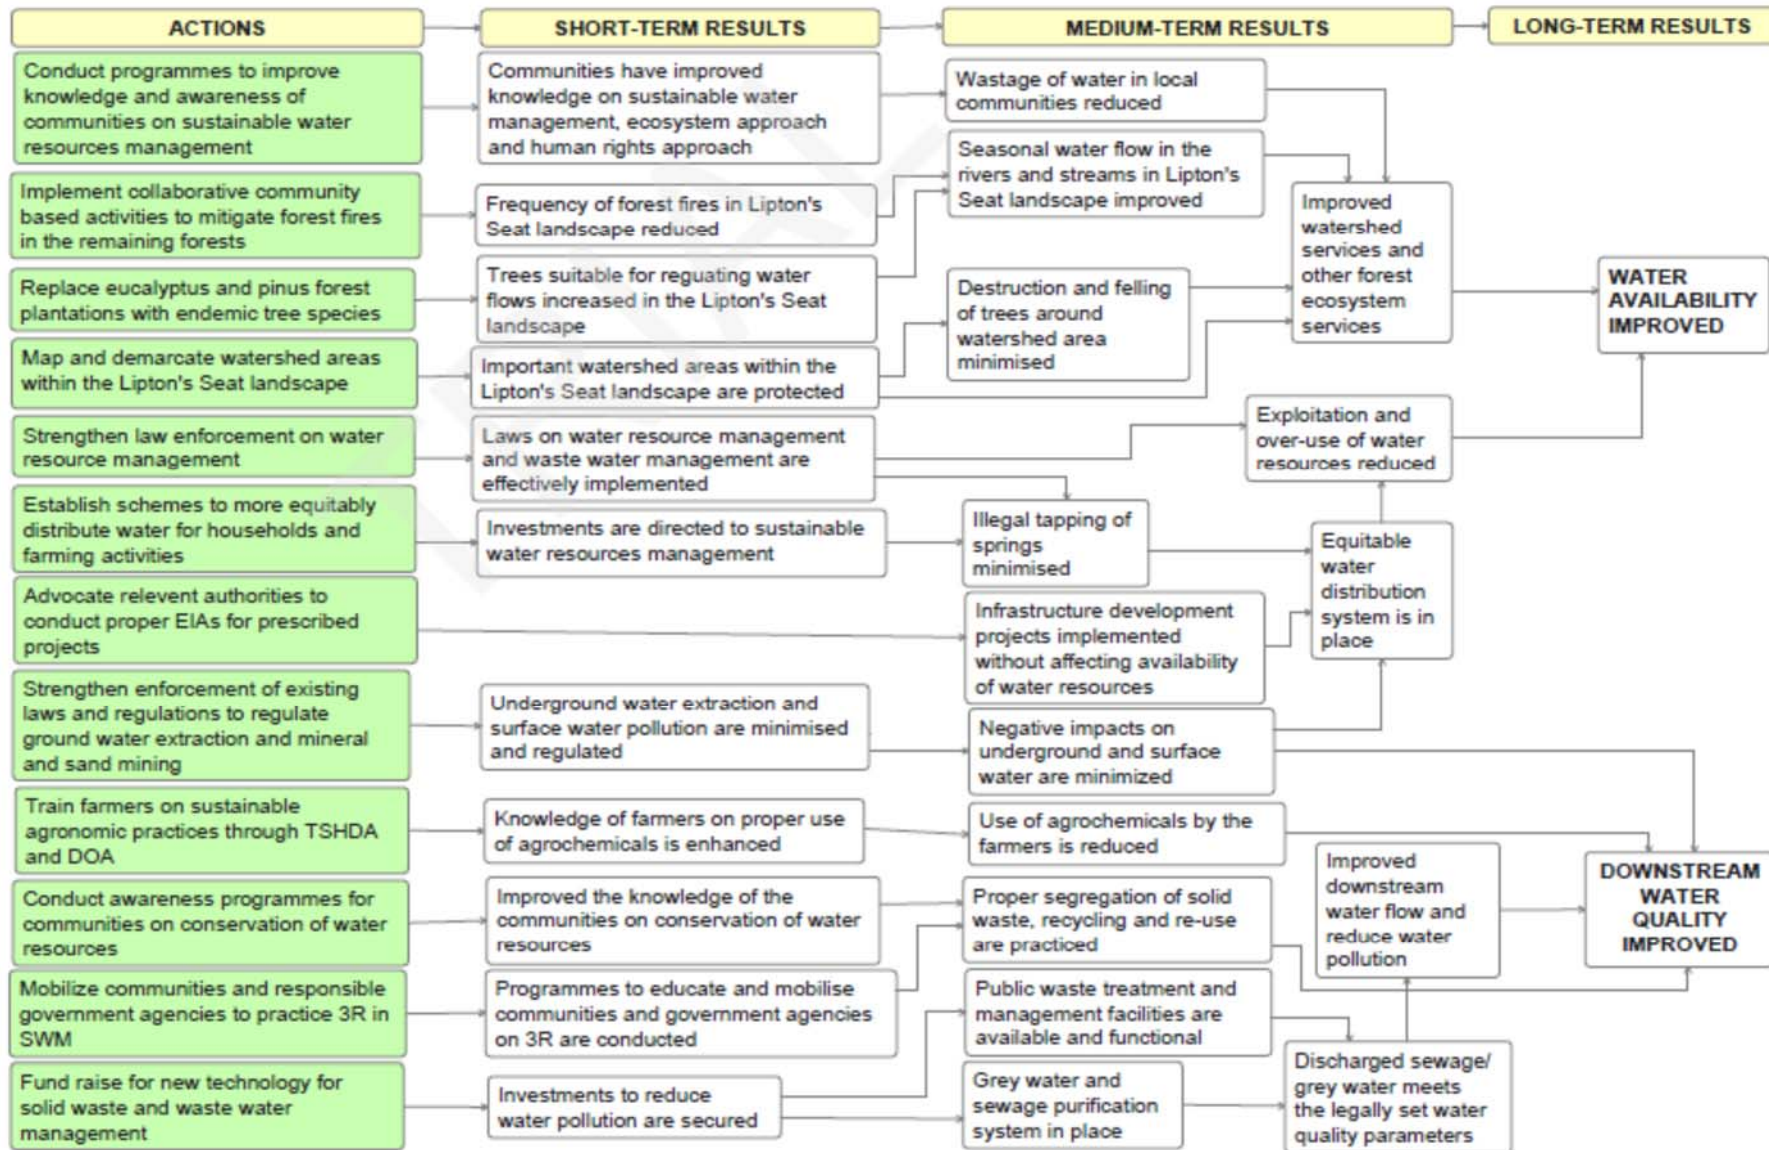 ACTIONS
SHORT-TERM RESULTS
MEDIUM-TERM RESULTS
LONG-TERM RESULTS
Conduct programmes to improve
knowledge and awareness of
communities on sustainable water
resources management
Communities have improved
knowledge on sustainable water
management, ecosystem approach
and human rights approach
Wastage of water in local
communities reduced
Seasonal water flow in the
rivers and streams in Lipton's
Seat landscape improved
Implement collaborative community
based activities to mitigate forest fires
in the remaining forests
Frequency of forest fires in Lipton's
Seat landscape reduced
Improved
watershed
services and
other forest
ecosystem
services
WATER
AVAILABILITY
IMPROVED
Replace eucalyptus and pinus forest
plantations with endemic tree species
Trees suitable for reguating water
flows increased in the Lipton's Seat
landscape
Destruction and felling
of trees around
watershed area
minimised
Map and demarcate watershed areas
within the Lipton's Seat landscape
Important watershed areas within the
Lipton's Seat landscape are protected
Strengthen law enforcement on water
resource management
Laws on water resource management
and waste water management are
effectively implemented
Exploitation and
over-use of water
resources reduced
Establish schemes to more equitably
distribute water for households and
farming activities
Investments are directed to sustainable
water resources management
Illegal tapping of
springs
minimised
Equitable
water
distribution
system is in
place
Advocate relevent authorities to
conduct proper EIAs for prescribed
projects
Infrastructure development
projects implemented
without affecting availability
of water resources
Strengthen enforcement of existing
laws and regulations to regulate
ground water extraction and mineral
and sand mining
Underground water extraction and
surface water pollution are minimised
and regulated
Negative impacts on
underground and surface
water are minimized
Train farmers on sustainable
agronomic practices through TSHDA
and DOA
Knowledge of farmers on proper use
of agrochemicals is enhanced
Use of agrochemicals by the
farmers is reduced
Improved
downstream
water flow and
reduce water
pollution
DOWNSTREAM
WATER
QUALITY
IMPROVED
Conduct awareness programmes for
communities on conservation of water
resources
Improved the knowledge of the
communities on conservation of water
resources
Proper segregation of solid
waste, recycling and re-use
are practiced
Mobilize communities and responsible
government agencies to practice 3R in
SWM
Programmes to educate and mobilise
communities and government agencies
on 3R are conducted
Public waste treatment and
management facilities are
available and functional
Fund raise for new technology for
solid waste and waste water
management
Investments to reduce
water pollution are secured
Grey water and
sewage purification
system in place
Discharged sewage/
grey water meets
the legally set water
quality parameters